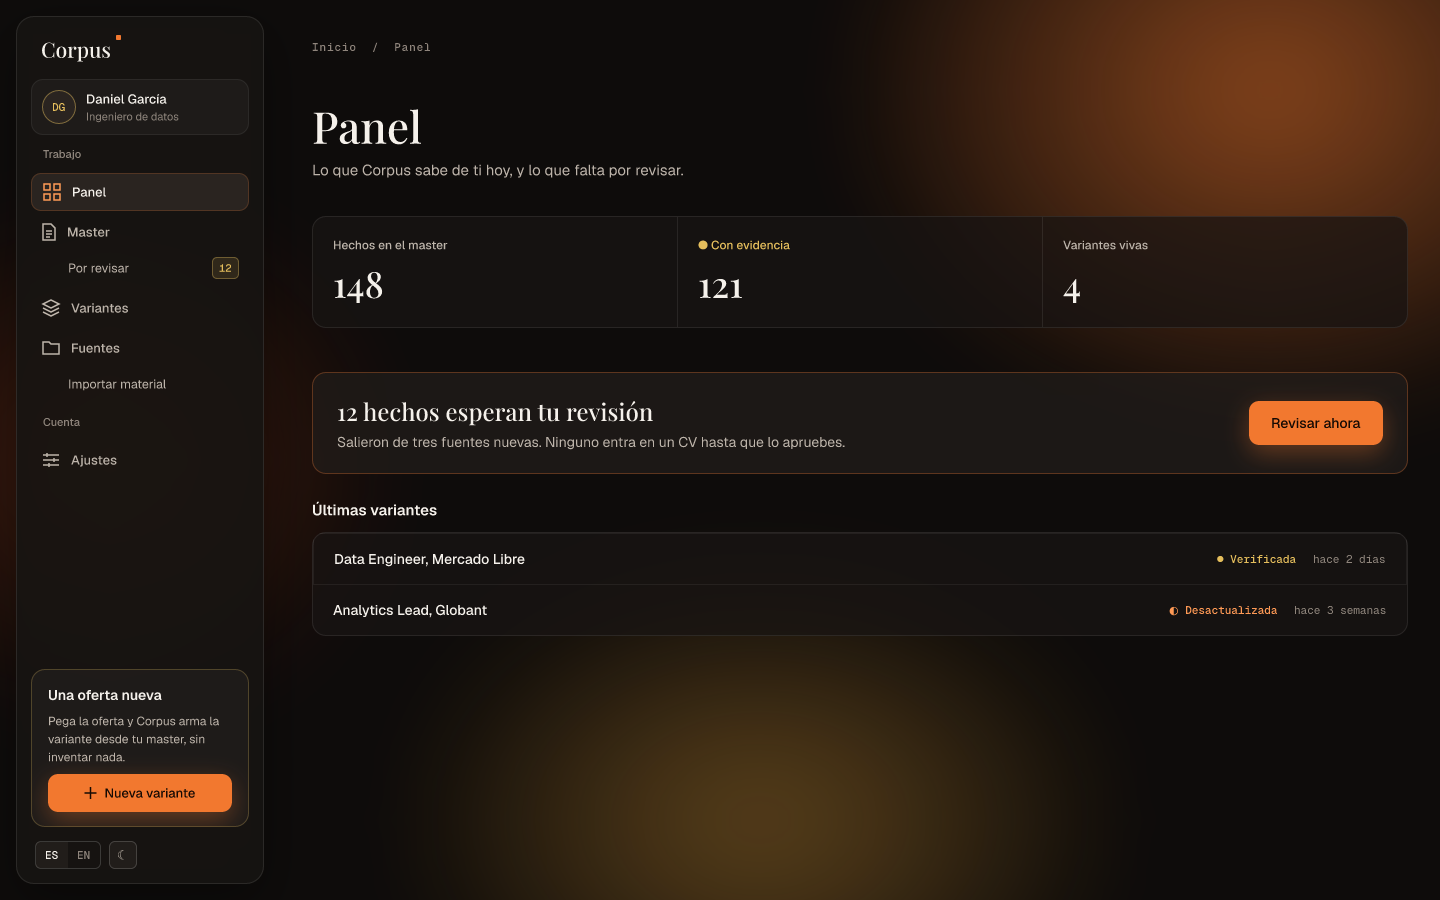 Corpus
DG
Daniel García
Ingeniero de datos
Trabajo
Panel
Master
Por revisar
12
Variantes
Fuentes
Importar material
Cuenta
Ajustes
Una oferta nueva
Pega la oferta y Corpus arma la
variante desde tu master, sin
inventar nada.
Nueva variante
ES
EN
Inicio / Panel
Panel
Lo que Corpus sabe de ti hoy, y lo que falta por revisar.
Hechos en el master
148
Con evidencia
121
Variantes vivas
4
12 hechos esperan tu revisión
Salieron de tres fuentes nuevas. Ninguno entra en un CV hasta que lo apruebes.
Revisar ahora
Últimas variantes
Data Engineer, Mercado Libre
Verificada
hace 2 días
Analytics Lead, Globant
Desactualizada
hace 3 semanas